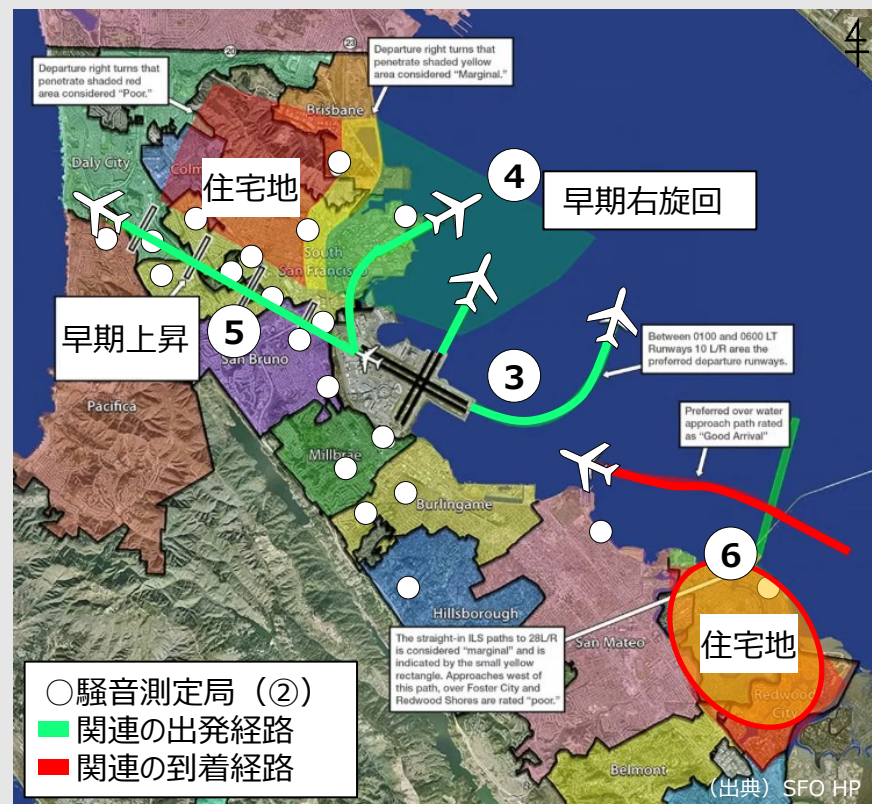 Departure right turns that
penetrate shaded red
area considered “Poor.”
20
23
Departure right turns that
penetrate shaded yellow
area considered “Marginal.”
Brisbane
Daly City
住宅地
④
早期右旋回
South
San Francisco
早期上昇
⑤
San Bruno
③
Between 0100 and 0600 LT
Runways 10 L/R area the
preferred departure runways.
Pacifica
Preferred over water
approach path rated
as “Good Arrival”
Millbrae
Burlingame
⑥
Hillsborough
San Mateo
住宅地
The straight-in ILS paths to 28L/R
is considered “marginal” and is
indicated by the small yellow
rectangle. Approaches west of
this path, over Foster City and
Redwood Shores are rated “poor.”
Redwood
City
Belmont
○騒音測定局（②）
関連の出発経路
関連の到着経路
（出典）SFO HP